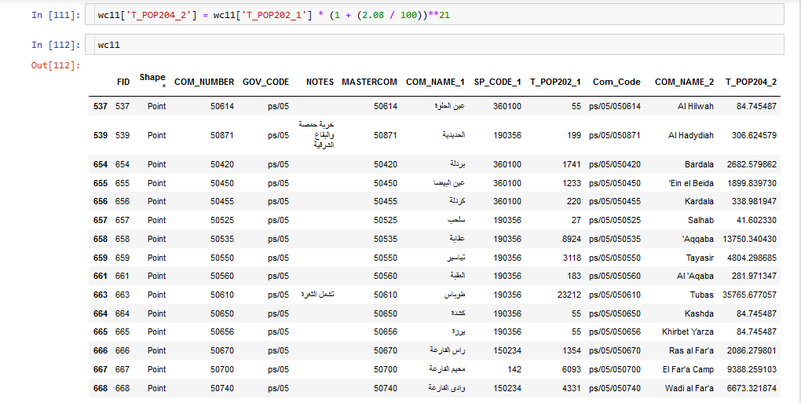 In [111]: wc11['T_POP204_2'] = wc11['T_POP202_1'] * (1 + (2.08 / 100))**21
In [112]: wc11
Out[112]:
FID Shape * COM_NUMBER GOV_CODE NOTES MASTERCOM COM_NAME_1 SP_CODE_1 T_POP202_1 Com_Code COM_NAME_2 T_POP204_2
537 537 Point 50614 ps/05 50614 عين الحلوة 360100 55 ps/05/050614 Al Hilwah 84.745487
539 539 Point 50871 ps/05 خربة حمصة والبقاع الشرقية 50871 الحديدية 190356 199 ps/05/050871 Al Hadydiah 306.624579
654 654 Point 50420 ps/05 50420 بردلة 360100 1741 ps/05/050420 Bardala 2682.579862
655 655 Point 50450 ps/05 50450 عين البيضا 360100 1233 ps/05/050450 'Ein el Beida 1899.839730
656 656 Point 50455 ps/05 50455 كردلة 360100 220 ps/05/050455 Kardala 338.981947
657 657 Point 50525 ps/05 50525 سلحب 190356 27 ps/05/050525 Salhab 41.602330
658 658 Point 50535 ps/05 50535 عقابة 190356 8924 ps/05/050535 'Aqqaba 13750.340430
659 659 Point 50550 ps/05 50550 تياسير 190356 3118 ps/05/050550 Tayasir 4804.298685
661 661 Point 50560 ps/05 50560 العقبة 190356 183 ps/05/050560 Al 'Aqaba 281.971347
663 663 Point 50610 ps/05 تشمل الثغرة 50610 طوباس 190356 23212 ps/05/050610 Tubas 35765.677057
664 664 Point 50650 ps/05 50650 كشدة 190356 55 ps/05/050650 Kashda 84.745487
665 665 Point 50656 ps/05 50656 يرزة 190356 55 ps/05/050656 Khirbet Yarza 84.745487
666 666 Point 50670 ps/05 50670 راس الفارعة 150234 1354 ps/05/050670 Ras al Far'a 2086.279801
667 667 Point 50700 ps/05 50700 مخيم الفارعة 142 6093 ps/05/050700 El Far'a Camp 9388.259103
668 668 Point 50740 ps/05 50740 وادي الفارعة 150234 4331 ps/05/050740 Wadi al Far'a 6673.321874